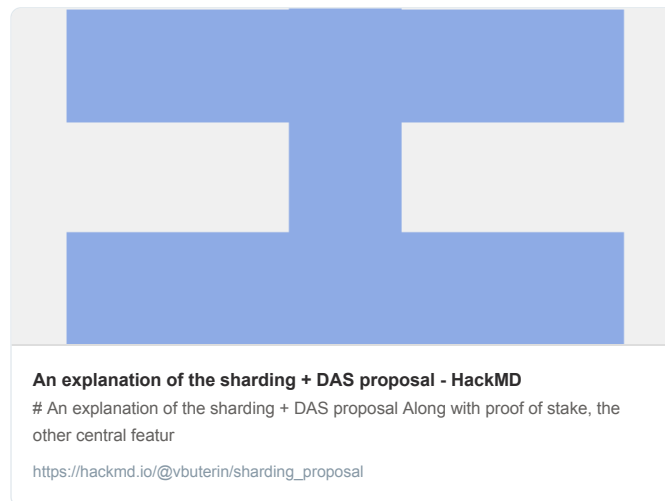 An explanation of the sharding + DAS proposal - HackMD
# An explanation of the sharding + DAS proposal Along with proof of stake, the
other central featur
https://hackmd.io/@vbuterin/sharding_proposal